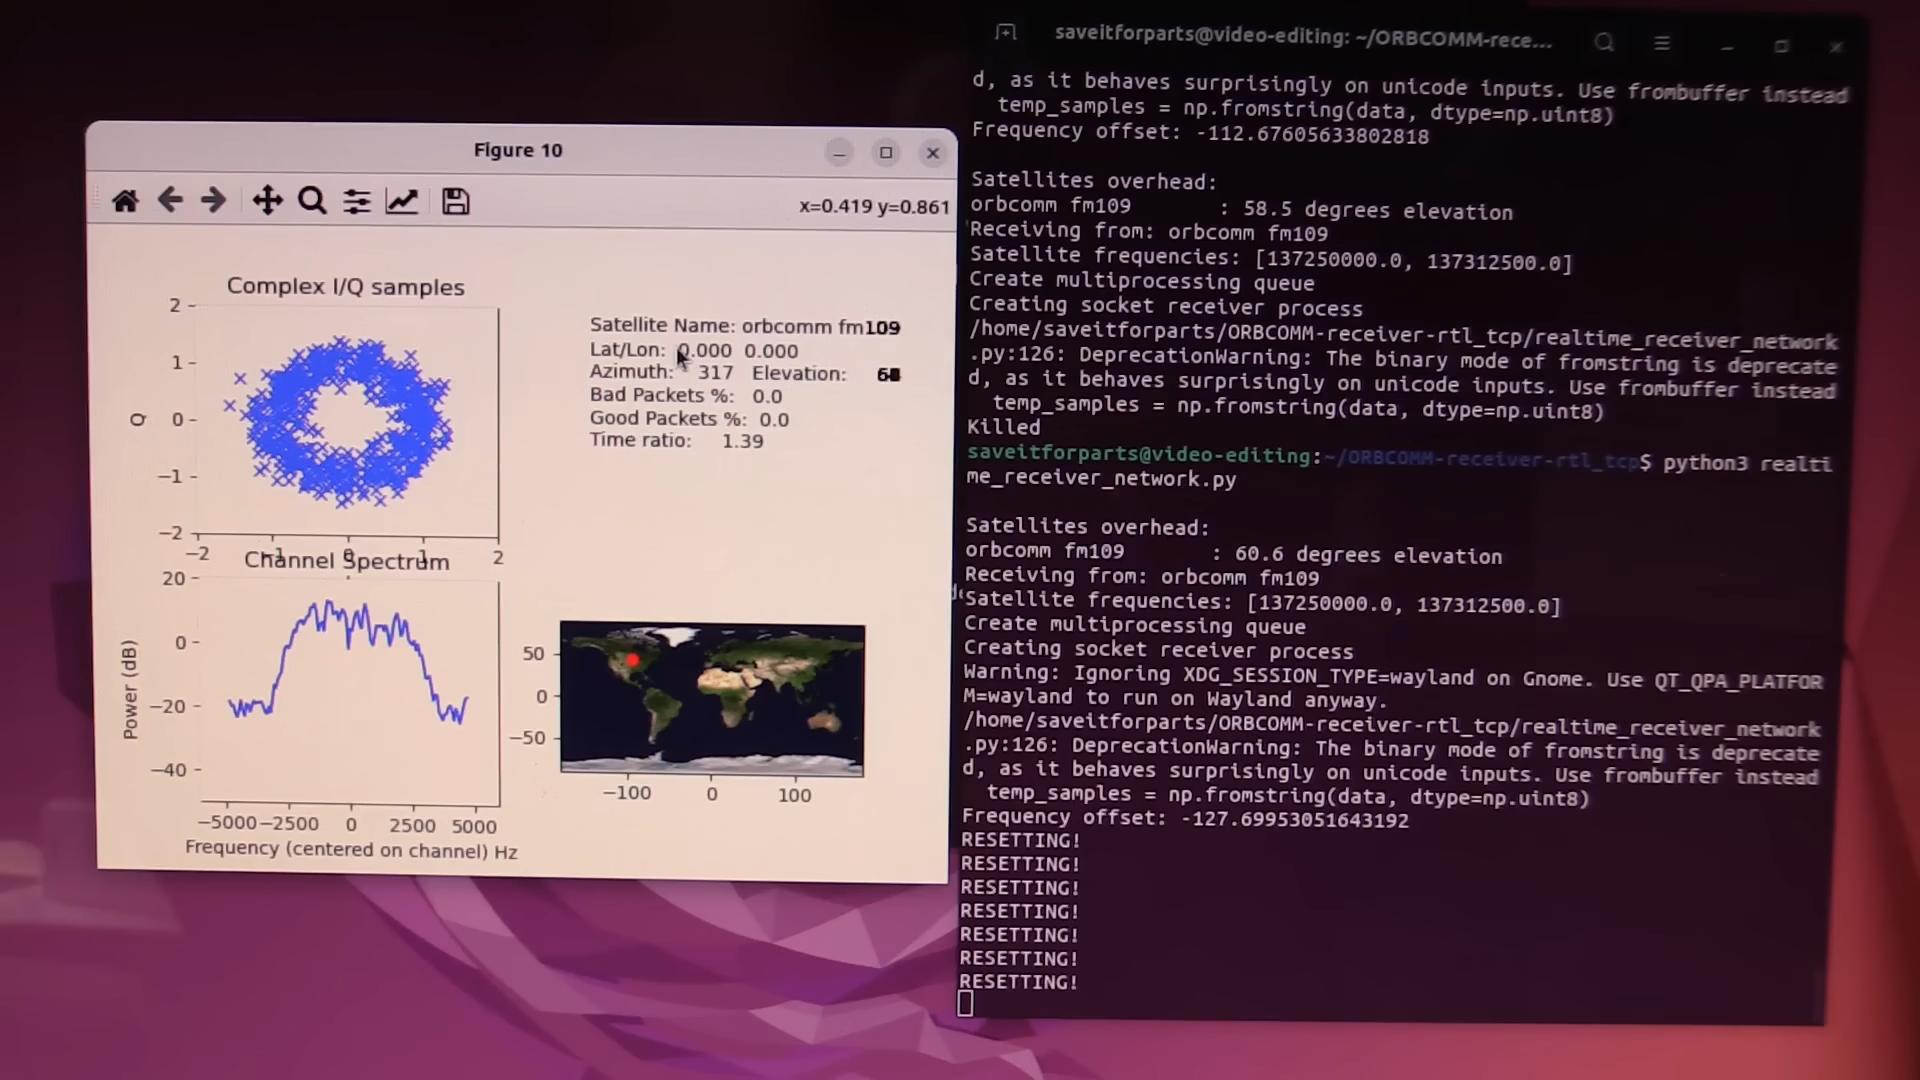 Figure 10
x=0.419 y=0.861
Complex I/Q samples
2
1
0
−1
−2
Q
−2 −1 0 1 2
Satellite Name: orbcomm fm109
Lat/Lon: 0.000 0.000
Azimuth: 317 Elevation:
Bad Packets %: 0.0
Good Packets %: 0.0
Time ratio: 1.39
Channel Spectrum
20
0
−20
−40
Power (dB)
−5000 −2500 0 2500 5000
Frequency (centered on channel) Hz
50
0
−50
−100 0 100
saveitforparts@video-editing: ~/ORBCOMM-rece...
d, as it behaves surprisingly on unicode inputs. Use frombuffer instead
temp_samples = np.fromstring(data, dtype=np.uint8)
Frequency offset: -112.67605633802818
Satellites overhead:
orbcomm fm109 : 58.5 degrees elevation
Receiving from: orbcomm fm109
Satellite frequencies: [137250000.0, 137312500.0]
Create multiprocessing queue
Creating socket receiver process
/home/saveitforparts/ORBCOMM-receiver-rtl_tcp/realtime_receiver_network
.py:126: DeprecationWarning: The binary mode of fromstring is deprecate
d, as it behaves surprisingly on unicode inputs. Use frombuffer instead
temp_samples = np.fromstring(data, dtype=np.uint8)
Killed
saveitforparts@video-editing:~/ORBCOMM-receiver-rtl_tcp$ python3 realti
me_receiver_network.py
Satellites overhead:
orbcomm fm109 : 60.6 degrees elevation
Receiving from: orbcomm fm109
Satellite frequencies: [137250000.0, 137312500.0]
Create multiprocessing queue
Creating socket receiver process
Warning: Ignoring XDG_SESSION_TYPE=wayland on Gnome. Use QT_QPA_PLATFOR
M=wayland to run on Wayland anyway.
/home/saveitforparts/ORBCOMM-receiver-rtl_tcp/realtime_receiver_network
.py:126: DeprecationWarning: The binary mode of fromstring is deprecate
d, as it behaves surprisingly on unicode inputs. Use frombuffer instead
temp_samples = np.fromstring(data, dtype=np.uint8)
Frequency offset: -127.69953051643192
RESETTING!
RESETTING!
RESETTING!
RESETTING!
RESETTING!
RESETTING!
RESETTING!